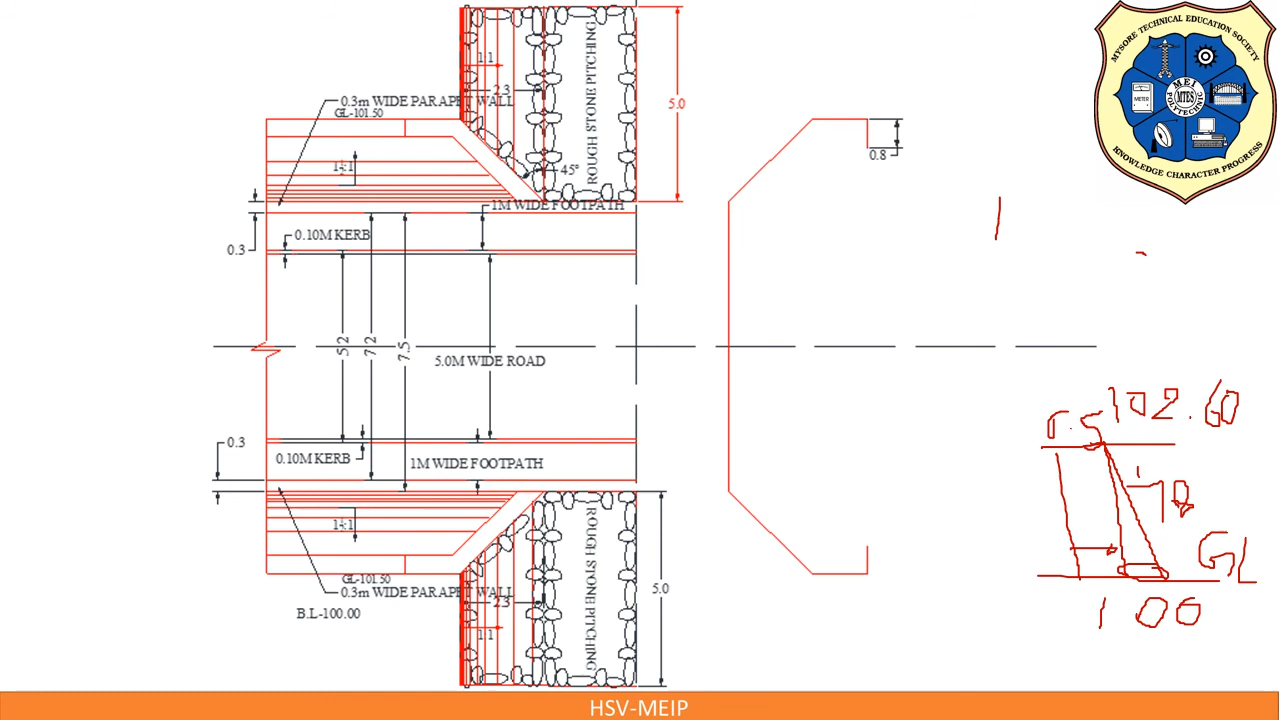 MYSORE TECHNICAL EDUCATION SOCIETY
MEI POLYTECHNIC
MTES
METER
KNOWLEDGE CHARACTER PROGRESS
1:1
2.3
ROUGH STONE PITCHING
5.0
0.3m WIDE PARAPET WALL
GL-101.50
0.8
45°
1½:1
1M WIDE FOOTPATH
0.10M KERB
0.3
5.2
7.2
7.5
5.0M WIDE ROAD
102.60
0.3
0.10M KERB
1M WIDE FOOTPATH
1½:1
ROUGH STONE PITCHING
GL
GL-101.50
0.3m WIDE PARAPET WALL
2.3
5.0
B.L-100.00
100
1:1
HSV-MEIP